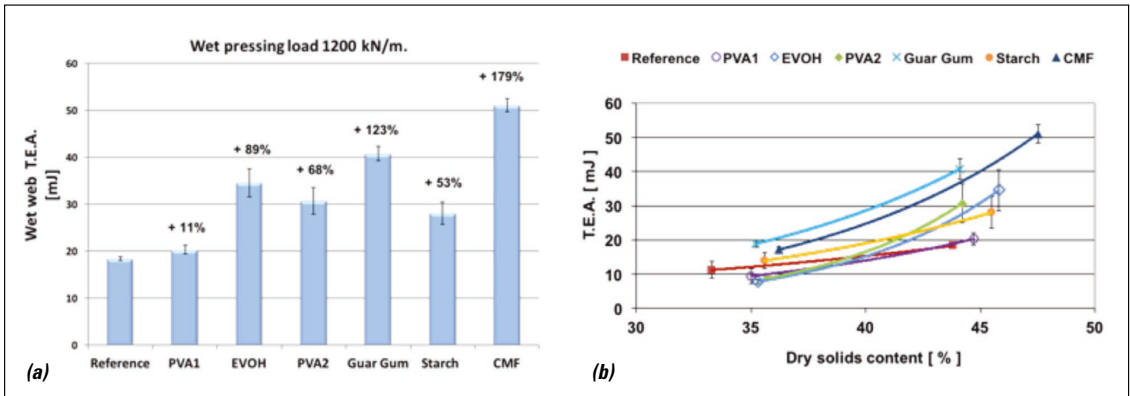 Wet pressing load 1200 kN/m.
Wet web T.E.A.
[mJ]
60
50
40
30
20
10
0
+ 11%
+ 89%
+ 68%
+ 123%
+ 53%
+ 179%
Reference PVA1 EVOH PVA2 Guar Gum Starch CMF
(a)
Reference PVA1 EVOH PVA2 Guar Gum Starch CMF
T.E.A. [ mJ ]
60
50
40
30
20
10
0
30 35 40 45 50
Dry solids content [ % ]
(b)